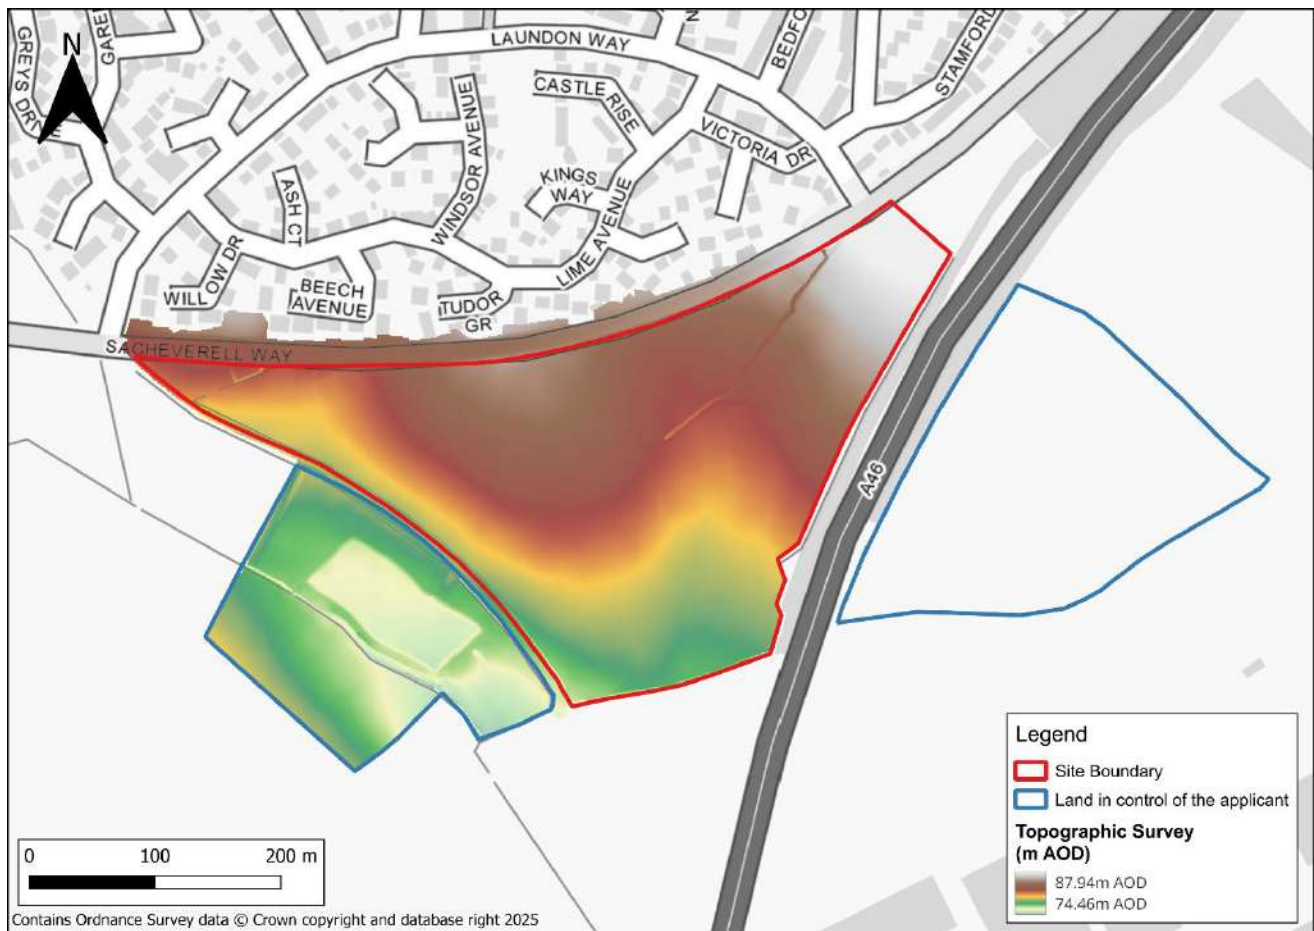 GREYS DRIVE
GARE
N
LAUNDON WAY
N
BEDFO
STAMFORD
CASTLE
RISE
WINDSOR AVENUE
VICTORIA DR
KINGS
WAY
ASH CT
LIME AVENUE
WILLOW DR
BEECH
AVENUE
TUDOR
GR
SACHEVERELL WAY
A46
Legend
Site Boundary
Land in control of the applicant
Topographic Survey
(m AOD)
87.94m AOD
74.46m AOD
0 100 200 m
Contains Ordnance Survey data © Crown copyright and database right 2025